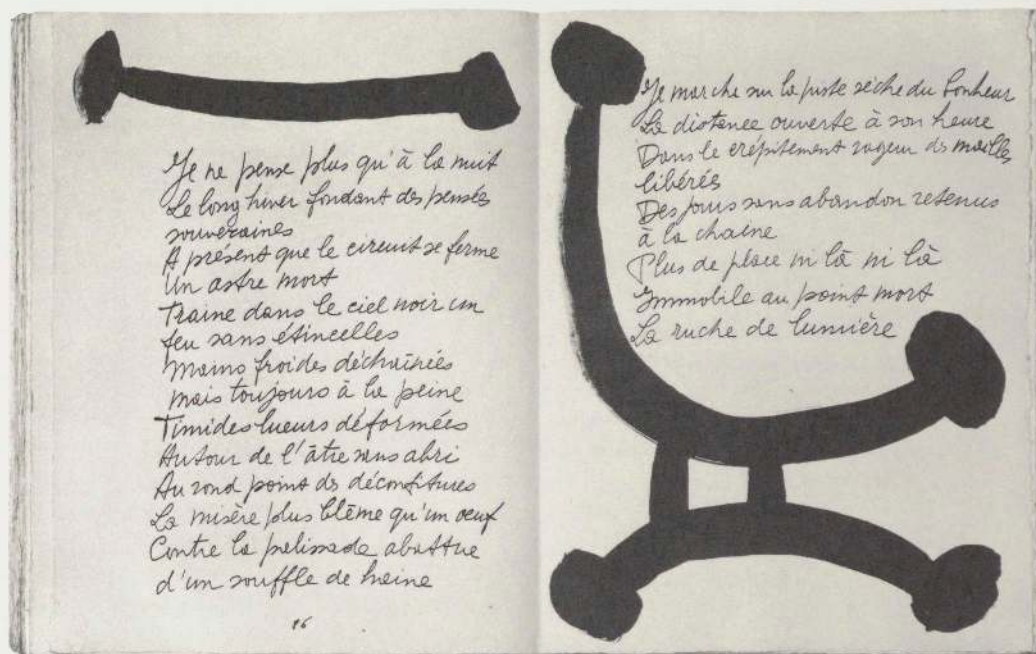 Je ne pense plus qu'à la nuit
Le long hiver fondant des pensées
souveraines
A présent que le circuit se ferme
Un astre mort
Traine dans le ciel noir un
feu sans étincelles
Mains froides déchaînées
mais toujours à la peine
Timides lueurs déformées
Autour de l'âtre sans abri
Au rond point des déconfitures
La misère plus blême qu'un oeuf
Contre la palissade abattue
d'un souffle de haine
96
Je marche sur la piste sèche du bonheur
La distance ouverte à son heure
Dans le crépitement rageur des mailles
libérés
Des jours sans abandon retenus
à la chaine
Plus de place ni là ni là
Immobile au point mort
La ruche de lumière